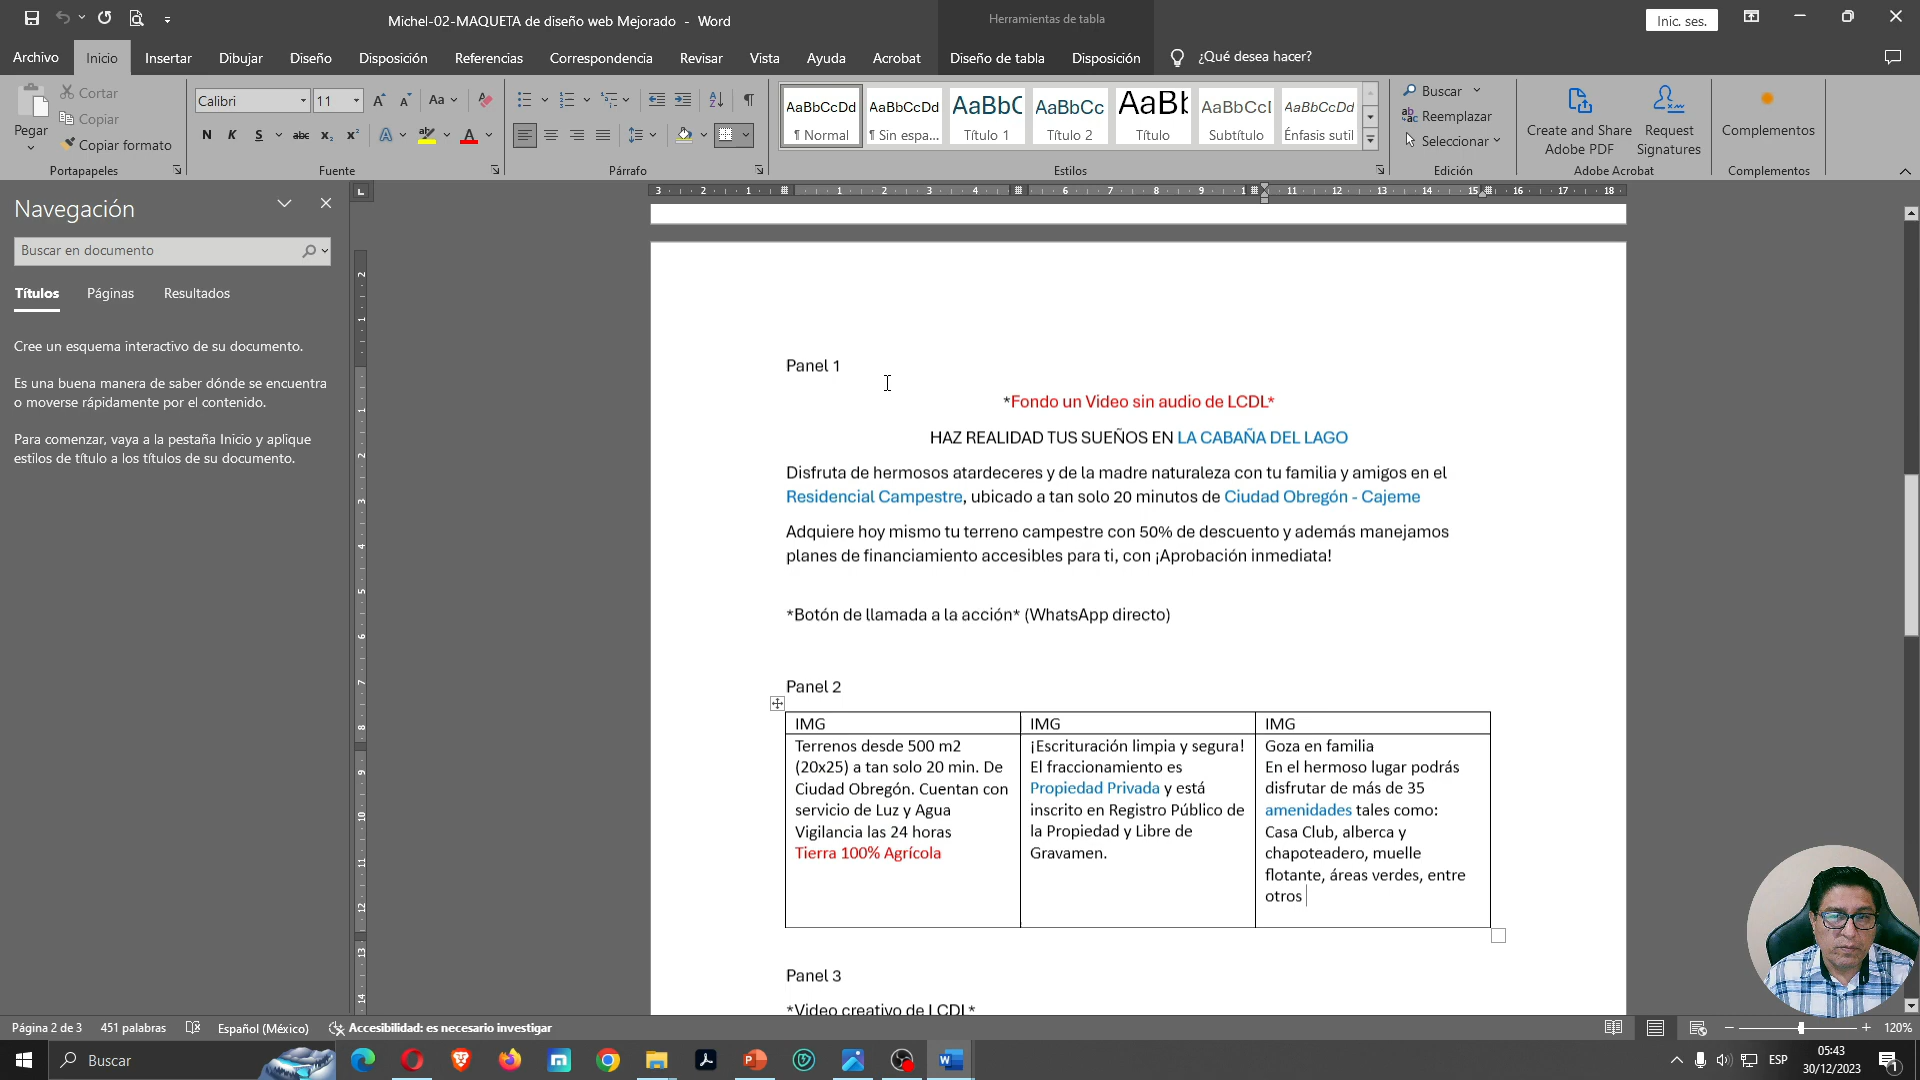 Michel-02-MAQUETA de diseño web Mejorado - Word
Herramientas de tabla
Inic. ses.
Archivo
Inicio
Insertar
Dibujar
Diseño
Disposición
Referencias
Correspondencia
Revisar
Vista
Ayuda
Acrobat
Diseño de tabla
Disposición
¿Qué desea hacer?
Pegar
Cortar
Copiar
Copiar formato
Portapapeles
Calibri
11
Aa
N K S abc x₂ x²
Fuente
Párrafo
AaBbCcDd
¶ Normal
AaBbCcDd
¶ Sin espa...
AaBbC
Título 1
AaBbCc
Título 2
AaBb
Título
AaBbCcD
Subtítulo
AaBbCcDd
Énfasis sutil
Estilos
Buscar
Reemplazar
Seleccionar
Edición
Create and Share
Adobe PDF
Request
Signatures
Adobe Acrobat
Complementos
Complementos
Navegación
Buscar en documento
Títulos
Páginas
Resultados
Cree un esquema interactivo de su documento.
Es una buena manera de saber dónde se encuentra
o moverse rápidamente por el contenido.
Para comenzar, vaya a la pestaña Inicio y aplique
estilos de título a los títulos de su documento.
Panel 1
*Fondo un Video sin audio de LCDL*
HAZ REALIDAD TUS SUEÑOS EN LA CABAÑA DEL LAGO
Disfruta de hermosos atardeceres y de la madre naturaleza con tu familia y amigos en el
Residencial Campestre, ubicado a tan solo 20 minutos de Ciudad Obregón - Cajeme
Adquiere hoy mismo tu terreno campestre con 50% de descuento y además manejamos
planes de financiamiento accesibles para ti, con ¡Aprobación inmediata!
*Botón de llamada a la acción* (WhatsApp directo)
Panel 2
IMG
Terrenos desde 500 m2
(20x25) a tan solo 20 min. De
Ciudad Obregón. Cuentan con
servicio de Luz y Agua
Vigilancia las 24 horas
Tierra 100% Agrícola
IMG
¡Escrituración limpia y segura!
El fraccionamiento es
Propiedad Privada y está
inscrito en Registro Público de
la Propiedad y Libre de
Gravamen.
IMG
Goza en familia
En el hermoso lugar podrás
disfrutar de más de 35
amenidades tales como:
Casa Club, alberca y
chapoteadero, muelle
flotante, áreas verdes, entre
otros
Panel 3
*Video creativo de LCDL*
Página 2 de 3
451 palabras
Español (México)
Accesibilidad: es necesario investigar
120%
Buscar
ESP
05:43
30/12/2023
1